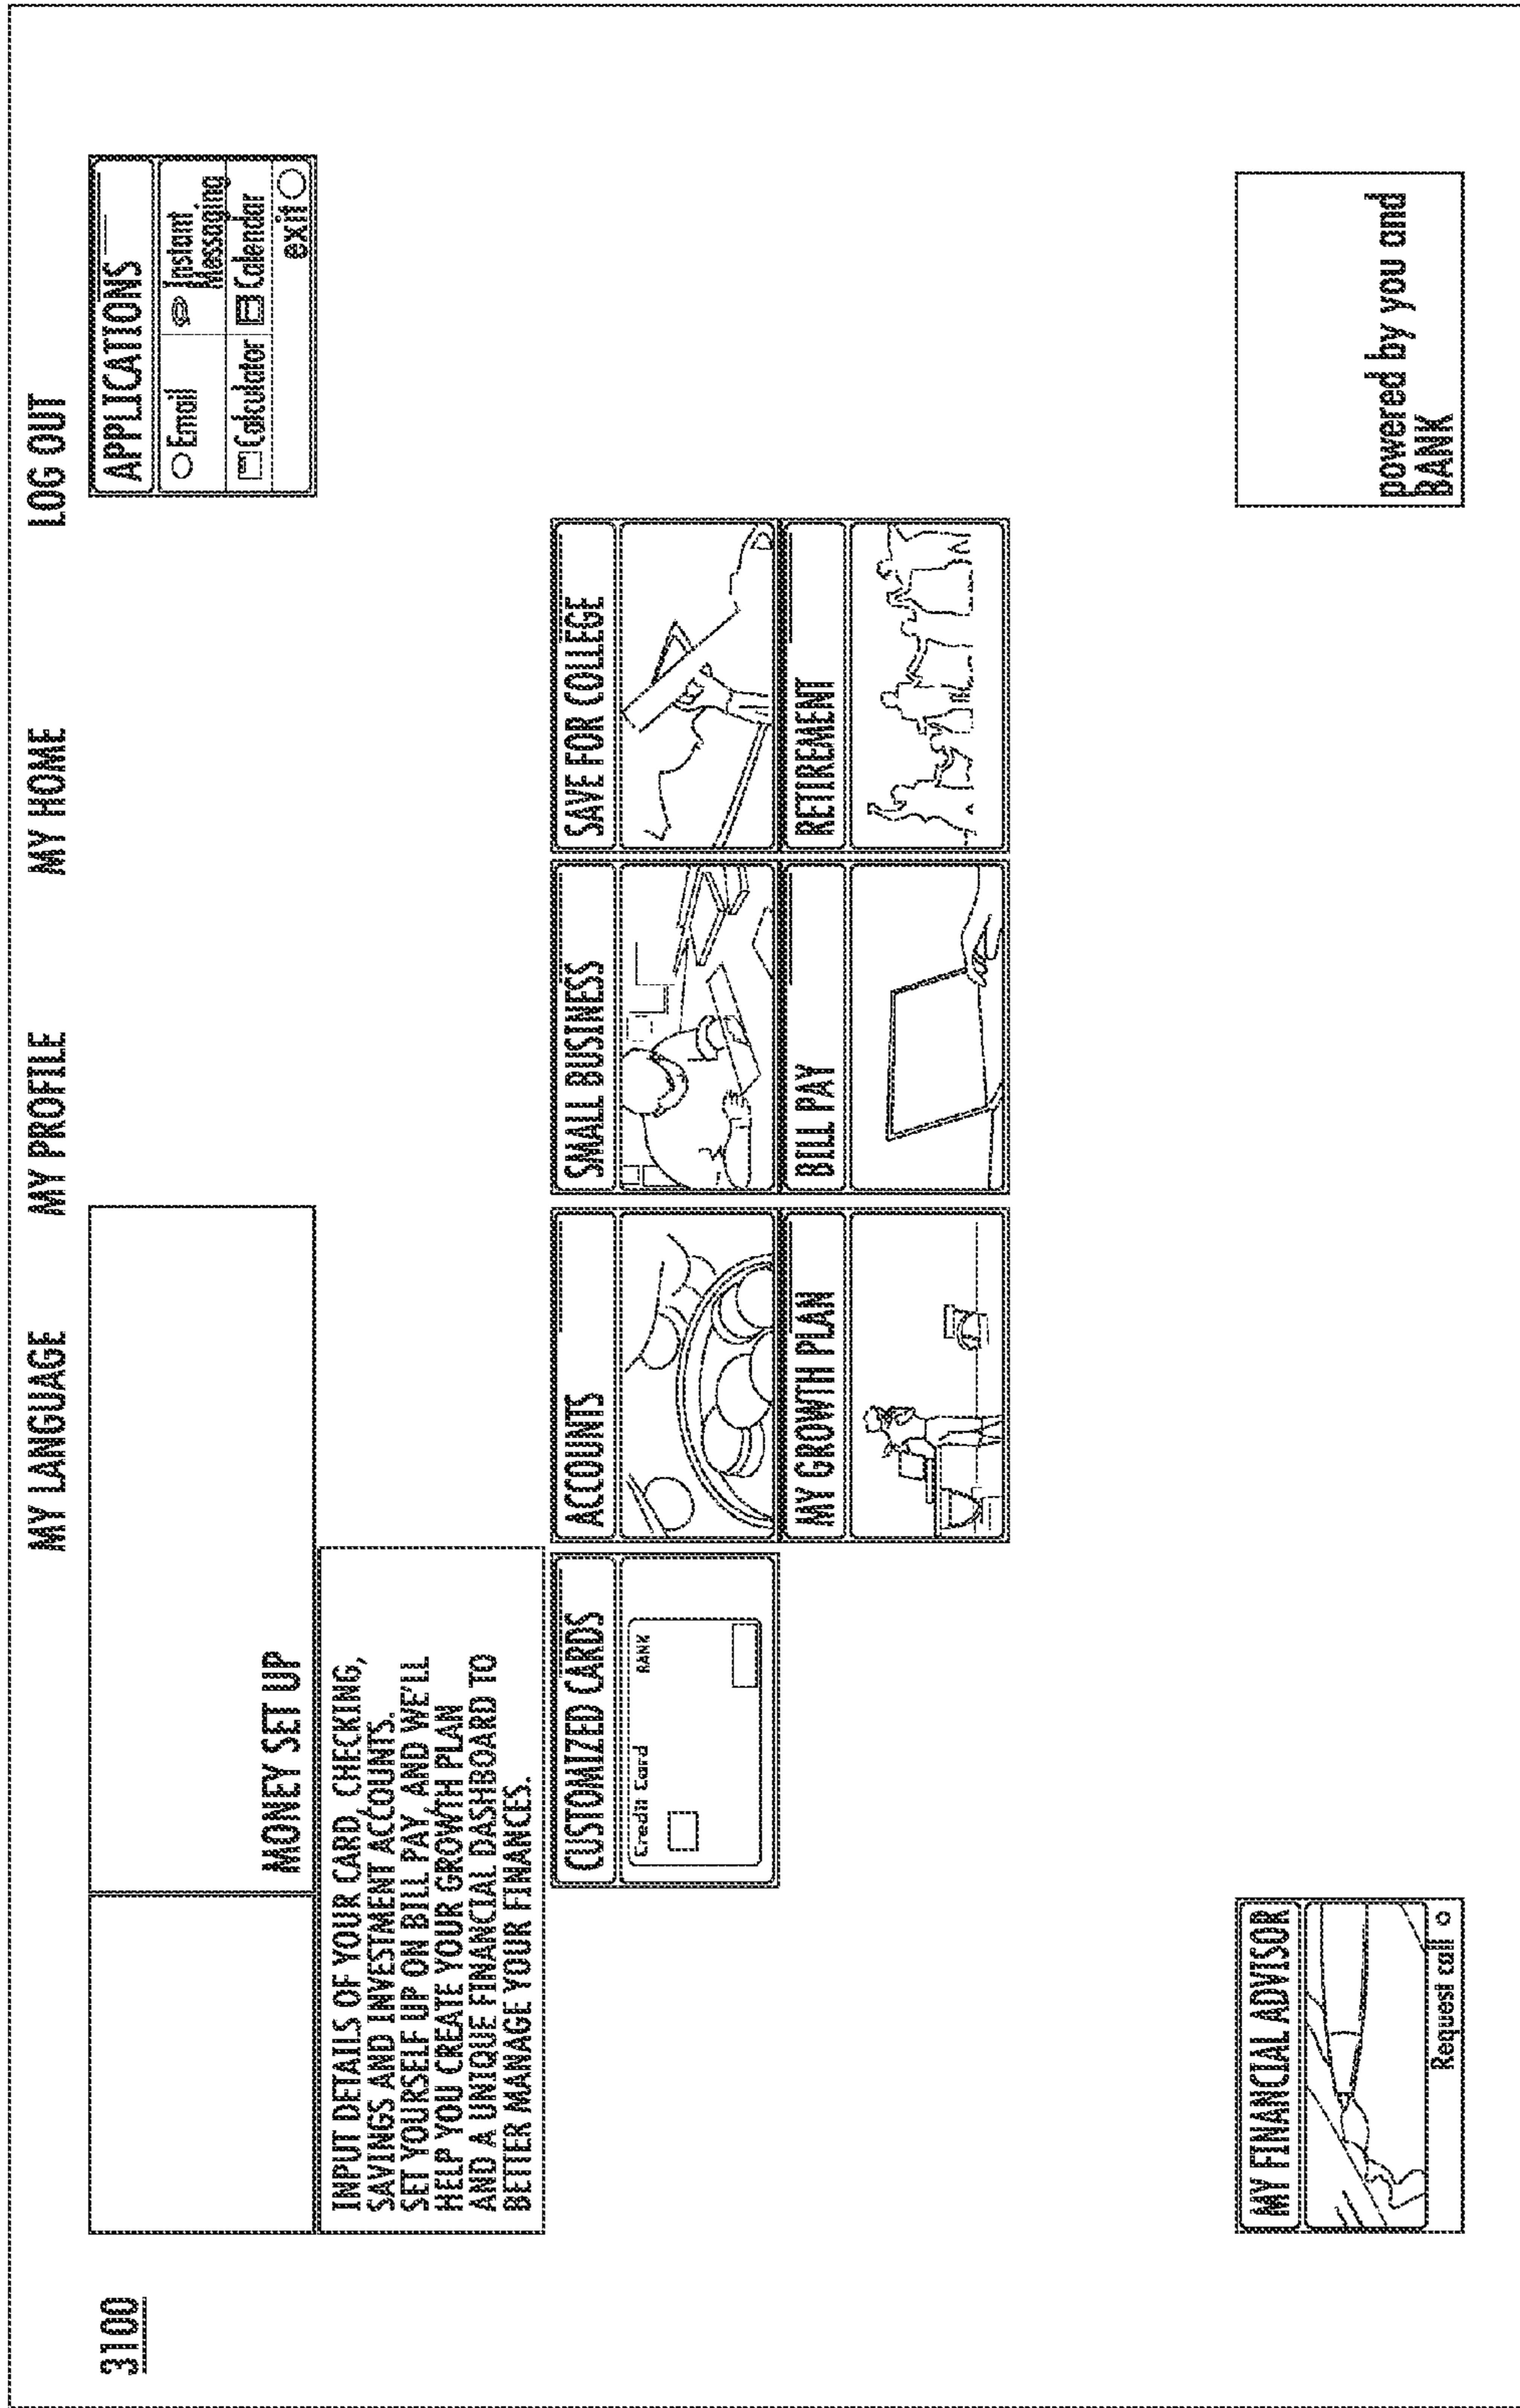 3100
MY LANGUAGE
MY PROFILE
MY HOME
LOG OUT
MONEY SET UP
APPLICATIONS
Email
Instant
Messaging
Calculator
Calendar
exit
INPUT DETAILS OF YOUR CARD, CHECKING,
SAVINGS AND INVESTMENT ACCOUNTS.
SET YOURSELF UP ON BILL PAY, AND WE'LL
HELP YOU CREATE YOUR GROWTH PLAN
AND A UNIQUE FINANCIAL DASHBOARD TO
BETTER MANAGE YOUR FINANCES.
CUSTOMIZED CARDS
Credit Card
BANK
ACCOUNTS
SMALL BUSINESS
SAVE FOR COLLEGE
MY GROWTH PLAN
BILL PAY
RETIREMENT
MY FINANCIAL ADVISOR
Request call
powered by you and
BANK